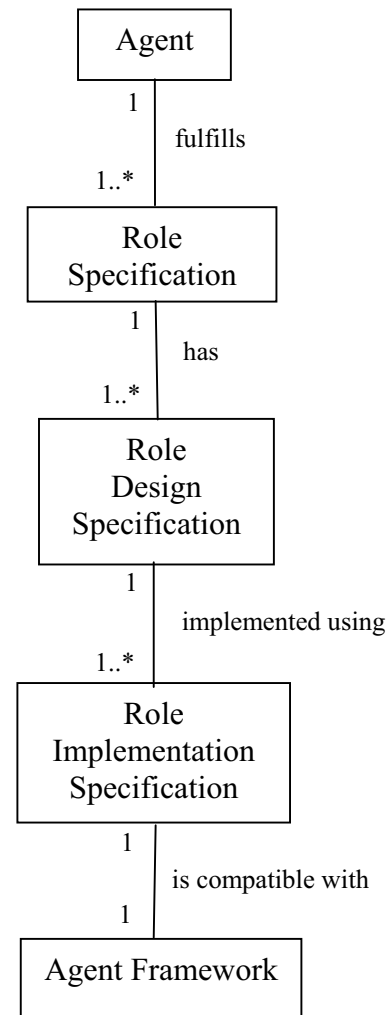 Agent
1
fulfills
1..*
Role
Specification
1
has
1..*
Role
Design
Specification
1
implemented using
1..*
Role
Implementation
Specification
1
is compatible with
1
Agent Framework